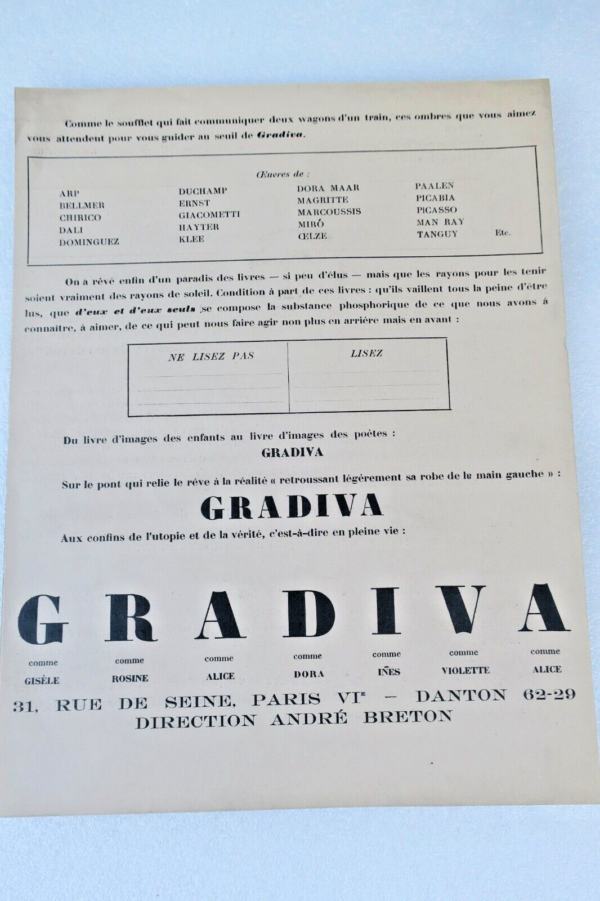 Comme le soufflet qui fait communiquer deux wagons d'un train, ces ombres que vous aimez
vous attendent pour vous guider au seuil de Gradiva.
Œuvres de :
ARP DUCHAMP DORA MAAR PAALEN
BELLMER ERNST MAGRITTE PICABIA
CHIRICO GIACOMETTI MARCOUSSIS PICASSO
DALI HAYTER MIRÓ MAN RAY
DOMINGUEZ KLEE ŒLZE TANGUY Etc.
On a rêvé enfin d'un paradis des livres — si peu d'élus — mais que les rayons pour les tenir
soient vraiment des rayons de soleil. Condition à part de ces livres : qu'ils vaillent tous la peine d'être
lus, que d'eux et d'eux seuls se compose la substance phosphorique de ce que nous avons à
connaître, à aimer, de ce qui peut nous faire agir non plus en arrière mais en avant :
NE LISEZ PAS LISEZ
Du livre d'images des enfants au livre d'images des poètes :
GRADIVA
Sur le pont qui relie le rêve à la réalité « retroussant légèrement sa robe de la main gauche » :
GRADIVA
Aux confins de l'utopie et de la vérité, c'est-à-dire en pleine vie :
G R A D I V A
comme comme comme comme comme comme comme
GISÈLE ROSINE ALICE DORA IÑES VIOLETTE ALICE
31, RUE DE SEINE, PARIS VIᵉ — DANTON 62-29
DIRECTION ANDRÉ BRETON